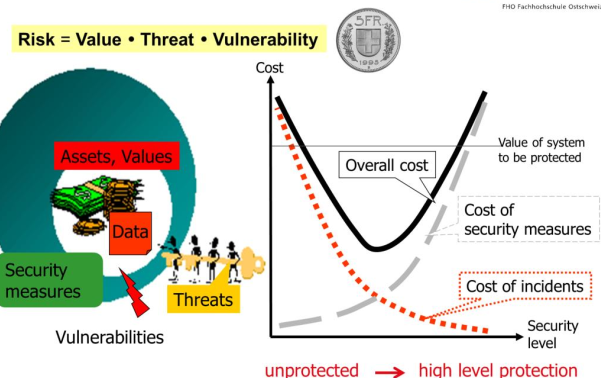 FHO Fachhochschule Ostschweiz
Risk = Value • Threat • Vulnerability
5FR.
1995
Cost
Assets, Values
Data
Security
measures
Threats
Vulnerabilities
Value of system
to be protected
Overall cost
Cost of
security measures
Cost of incidents
Security
level
unprotected → high level protection